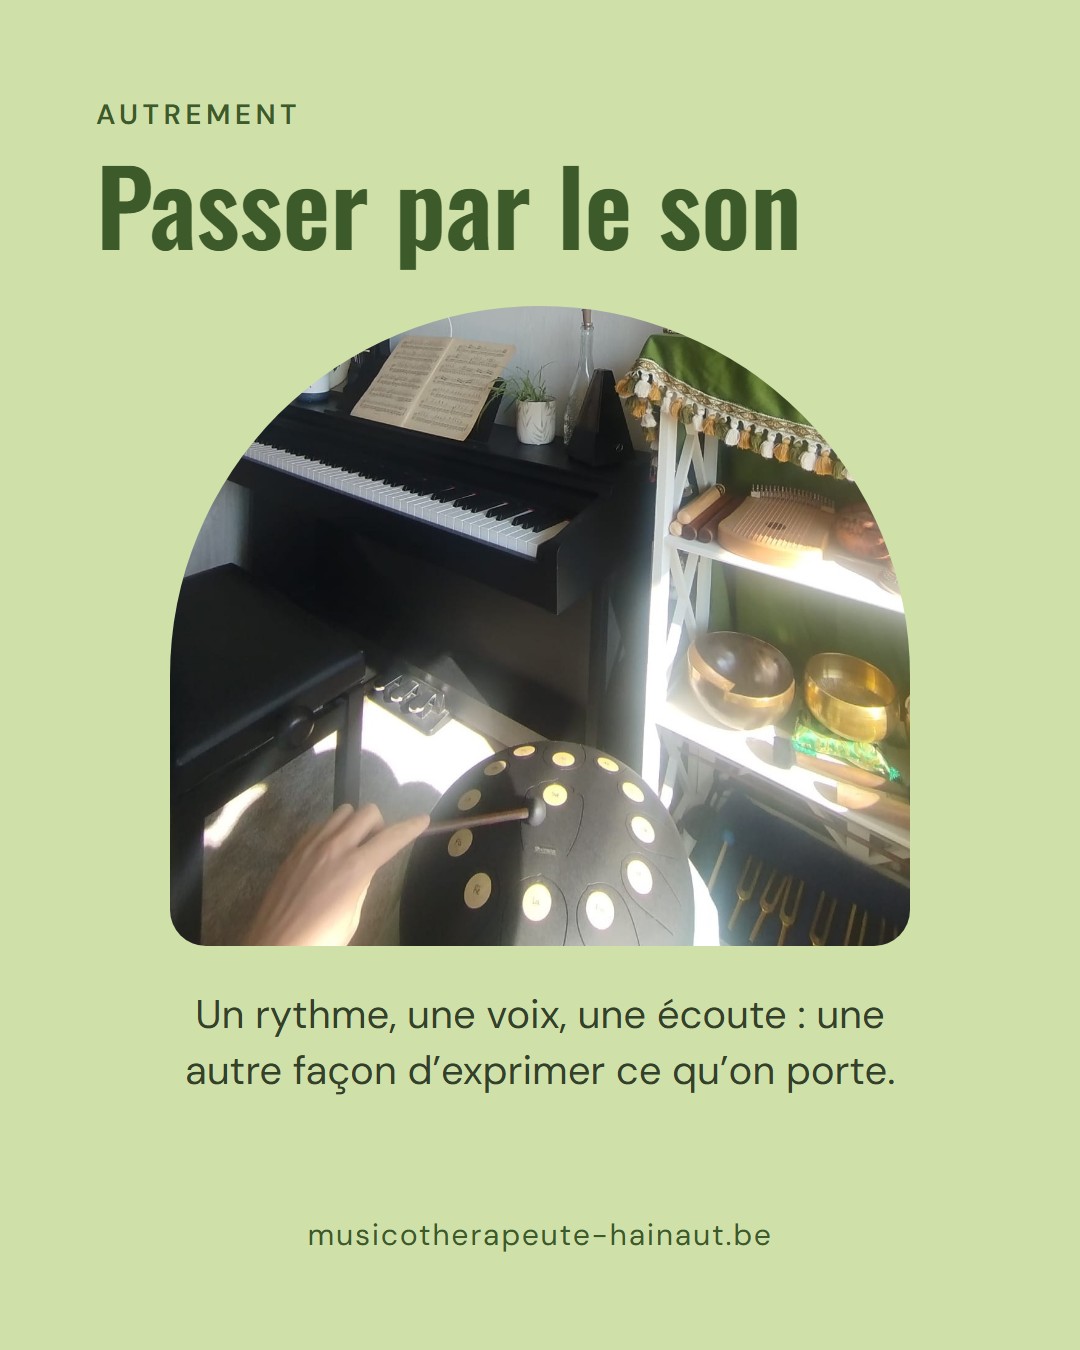 AUTREMENT
Passer par le son
Un rythme, une voix, une écoute : une
autre façon d’exprimer ce qu’on porte.
musicotherapeute-hainaut.be